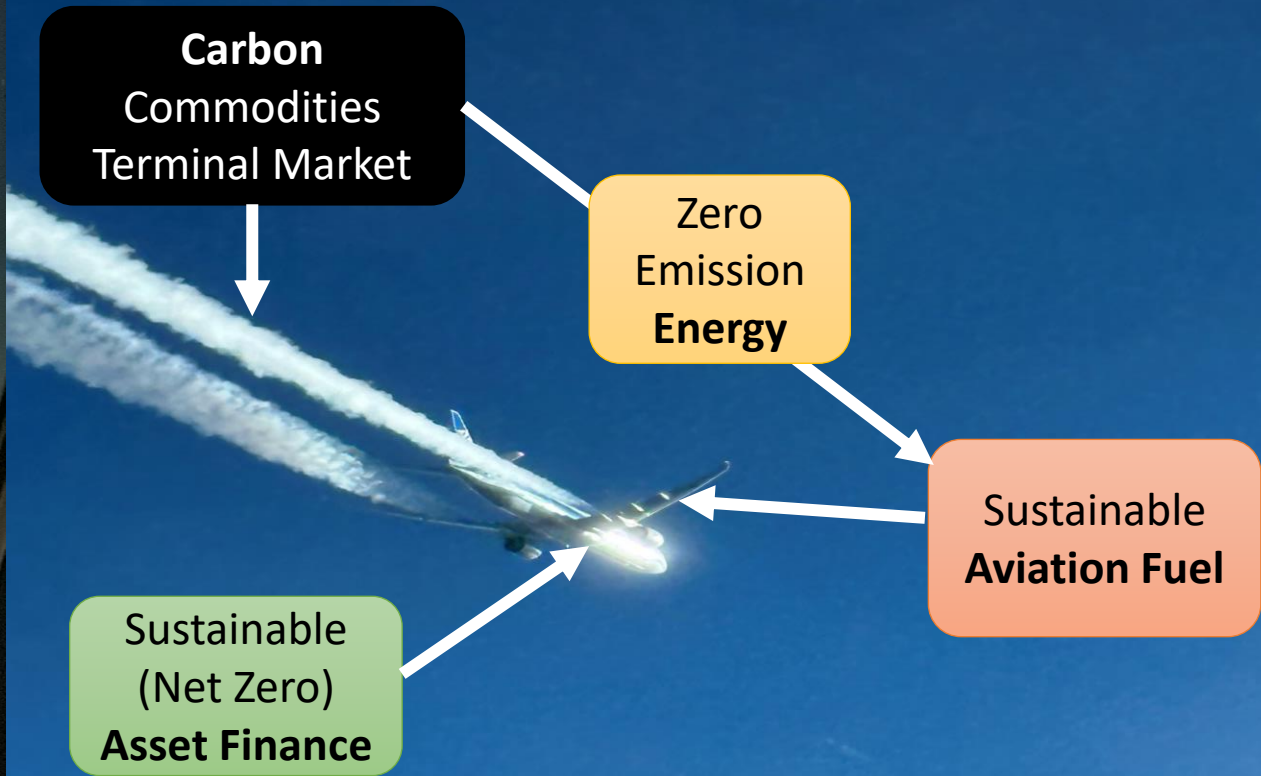 Carbon
Commodities
Terminal Market
Zero
Emission
Energy
Sustainable
Aviation Fuel
Sustainable
(Net Zero)
Asset Finance